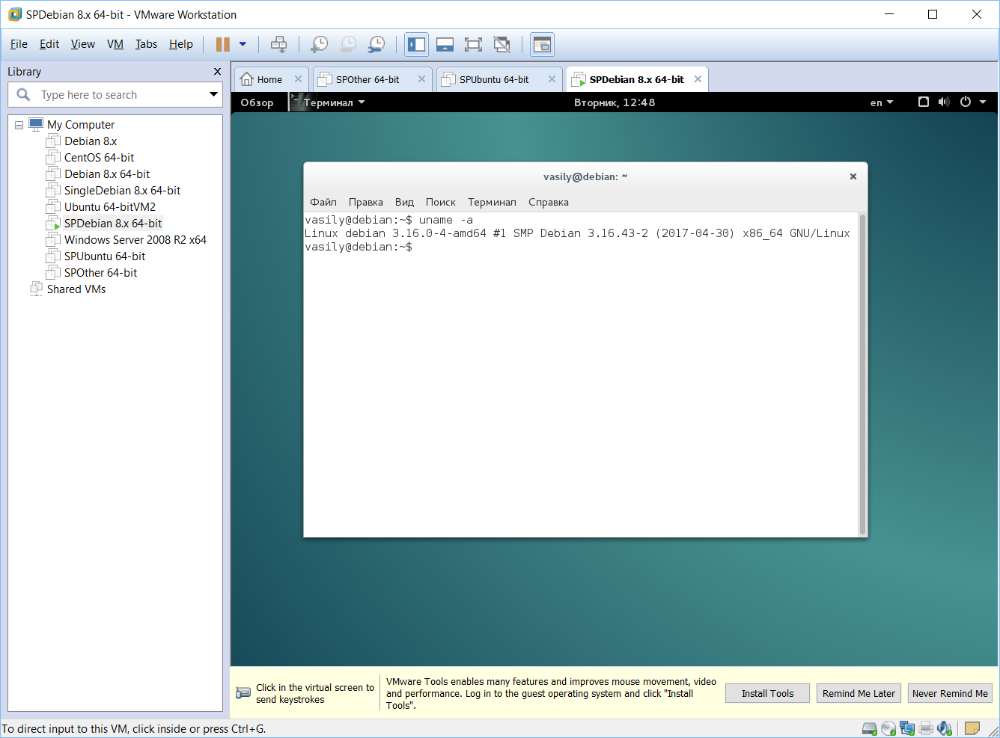 SPDebian 8.x 64-bit - VMware Workstation
File Edit View VM Tabs Help
Library
Type here to search
My Computer
Debian 8.x
CentOS 64-bit
Debian 8.x 64-bit
SingleDebian 8.x 64-bit
Ubuntu 64-bitVM2
SPDebian 8.x 64-bit
Windows Server 2008 R2 x64
SPUbuntu 64-bit
SPOther 64-bit
Shared VMs
Home SPOther 64-bit SPUbuntu 64-bit SPDebian 8.x 64-bit
Обзор Терминал Вторник, 12:48 en
vasily@debian: ~
Файл Правка Вид Поиск Терминал Справка
vasily@debian:~$ uname -a
Linux debian 3.16.0-4-amd64 #1 SMP Debian 3.16.43-2 (2017-04-30) x86_64 GNU/Linux
vasily@debian:~$
Click in the virtual screen to
send keystrokes
VMware Tools enables many features and improves mouse movement, video
and performance. Log in to the guest operating system and click "Install
Tools".
Install Tools Remind Me Later Never Remind Me
To direct input to this VM, click inside or press Ctrl+G.